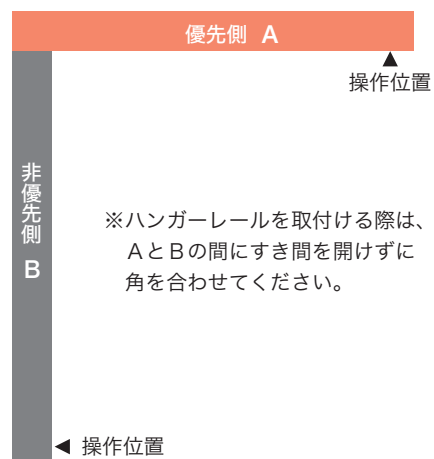 優先側 A
▲
操作位置
非優先側 B
※ハンガーレールを取付ける際は、
AとBの間にすき間を開けずに
角を合わせてください。
◀ 操作位置